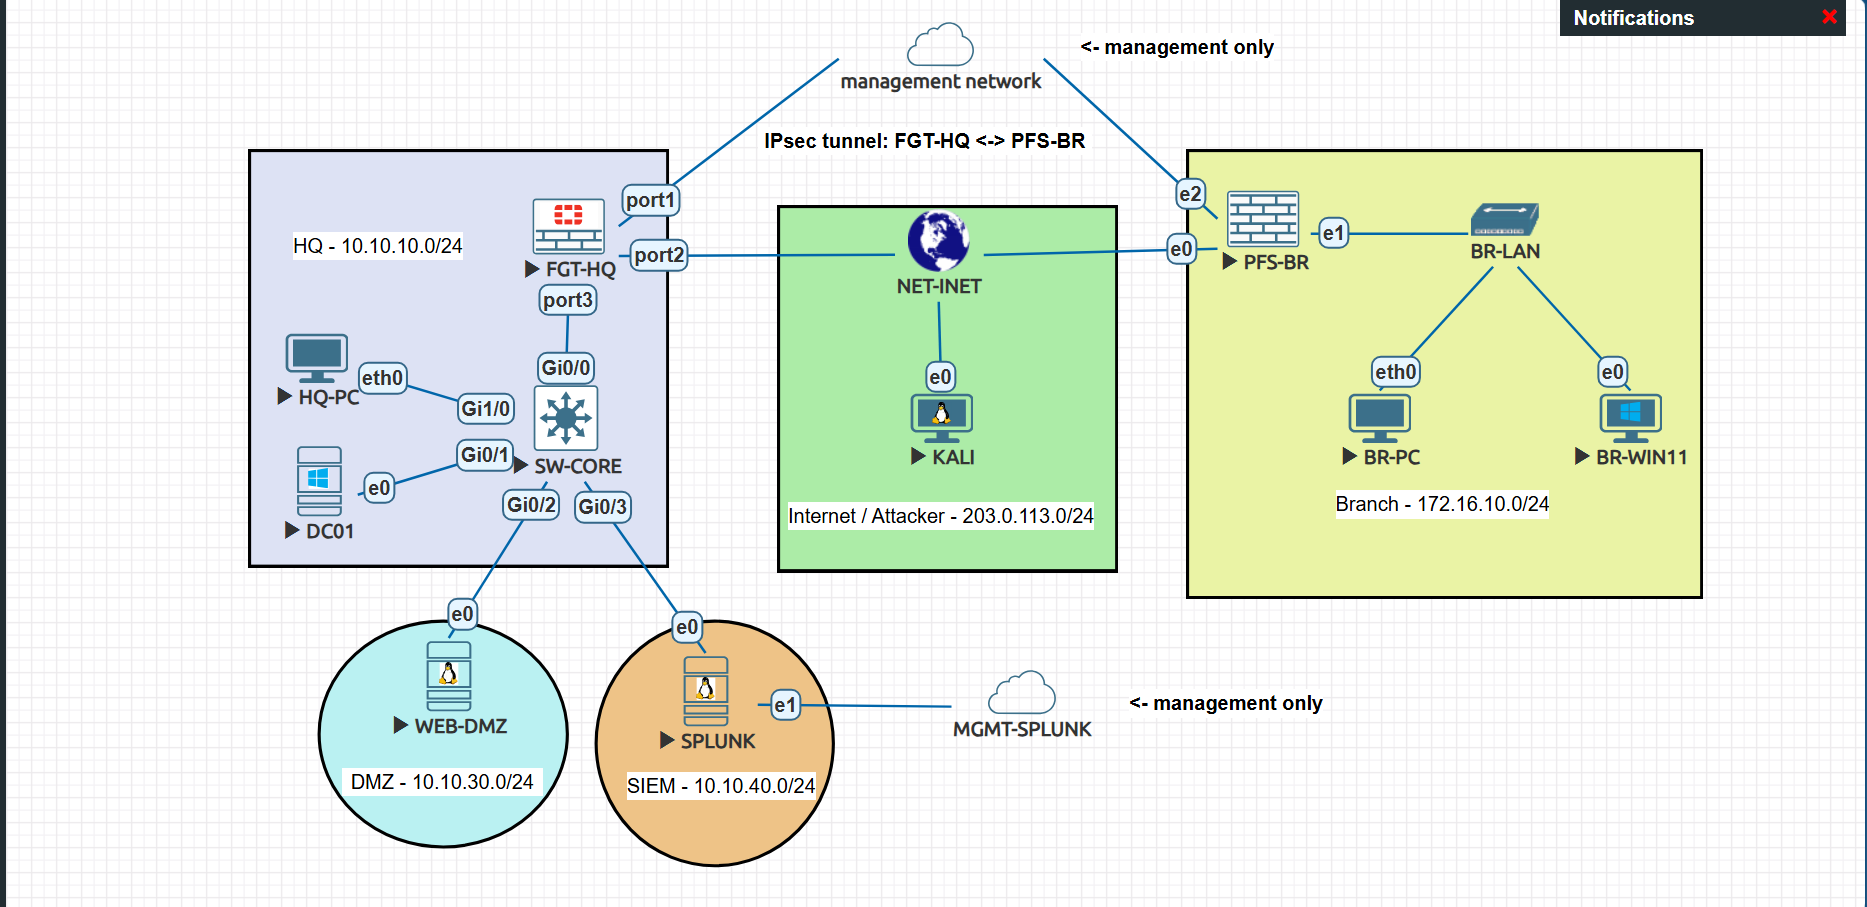 Notifications
<- management only
management network
IPsec tunnel: FGT-HQ <-> PFS-BR
port1
e2
HQ - 10.10.10.0/24
FGT-HQ
port2
NET-INET
e0
PFS-BR
e1
BR-LAN
port3
Gi0/0
HQ-PC
eth0
Gi1/0
SW-CORE
Gi0/1
e0
DC01
Gi0/2
Gi0/3
e0
KALI
Internet / Attacker - 203.0.113.0/24
eth0
BR-PC
e0
BR-WIN11
Branch - 172.16.10.0/24
e0
WEB-DMZ
DMZ - 10.10.30.0/24
e0
SPLUNK
e1
SIEM - 10.10.40.0/24
MGMT-SPLUNK
<- management only